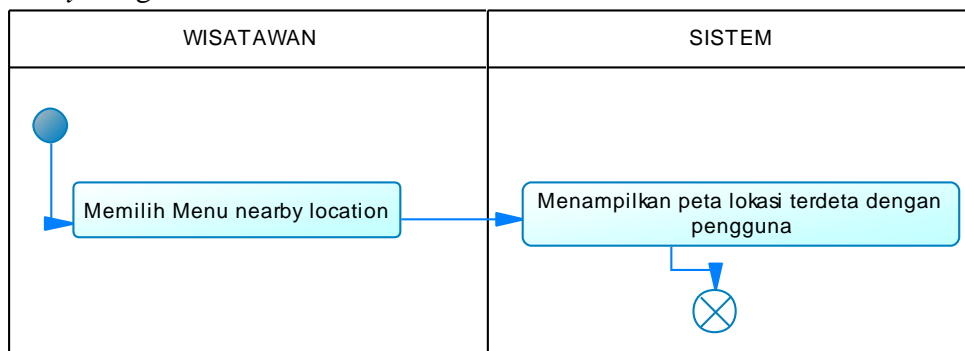 WISATAWAN
SISTEM
Memilih Menu nearby location
Menampilkan peta lokasi terdeta dengan
pengguna